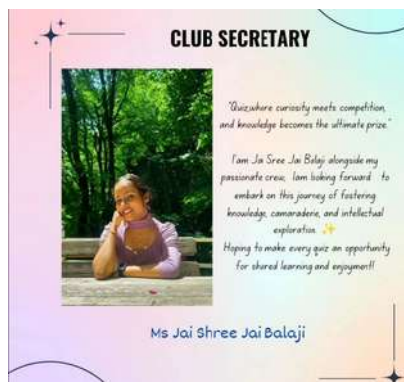 CLUB SECRETARY
"Quiz,where curiosity meets competition,
and knowledge becomes the ultimate prize."
I'am Jai Sree Jai Balaji alongside my
passionate crew, Iam looking forward to
embark on this journey of fostering
knowledge, camaraderie, and intellectual
exploration. ✨
Hoping to make every quiz an opportunity
for shared learning and enjoyment!
Ms Jai Shree Jai Balaji